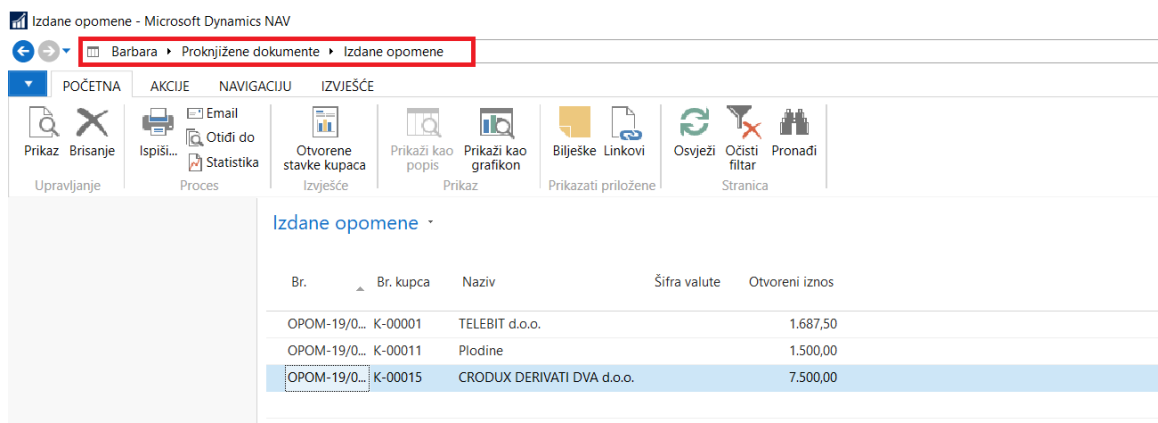 Izdane opomene - Microsoft Dynamics NAV
Barbara ▸ Proknjižene dokumente ▸ Izdane opomene
POČETNA AKCIJE NAVIGACIJU IZVJEŠĆE
Prikaz Brisanje
Upravljanje
Ispiši...
Email
Otiđi do
Statistika
Proces
Otvorene
stavke kupaca
Izvješće
Prikaži kao
popis
Prikaži kao
grafikon
Prikaz
Bilješke Linkovi
Prikazati priložene
Osvježi
Očisti
filtar
Pronađi
Stranica
Izdane opomene
Br. Br. kupca Naziv Šifra valute Otvoreni iznos
OPOM-19/0... K-00001 TELEBIT d.o.o. 1.687,50
OPOM-19/0... K-00011 Plodine 1.500,00
OPOM-19/0... K-00015 CRODUX DERIVATI DVA d.o.o. 7.500,00